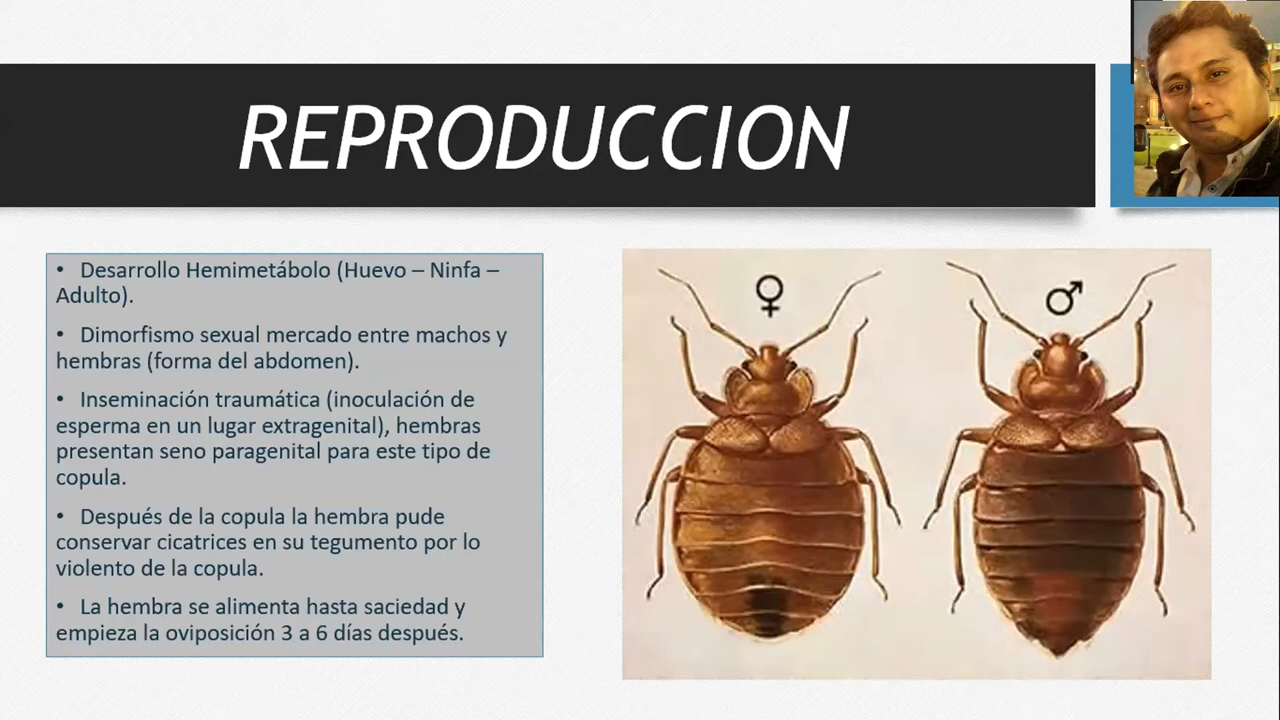 REPRODUCCION
• Desarrollo Hemimetábolo (Huevo – Ninfa –
Adulto).
• Dimorfismo sexual mercado entre machos y
hembras (forma del abdomen).
• Inseminación traumática (inoculación de
esperma en un lugar extragenital), hembras
presentan seno paragenital para este tipo de
copula.
• Después de la copula la hembra pude
conservar cicatrices en su tegumento por lo
violento de la copula.
• La hembra se alimenta hasta saciedad y
empieza la oviposición 3 a 6 días después.
♀ ♂